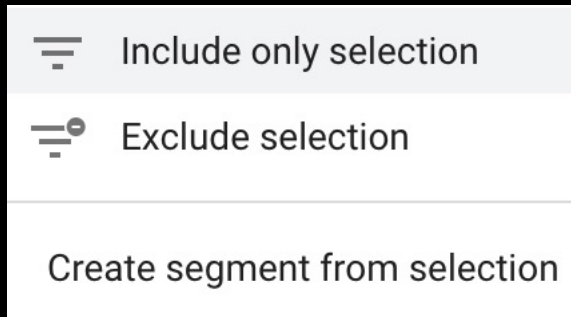 Include only selection
Exclude selection
Create segment from selection